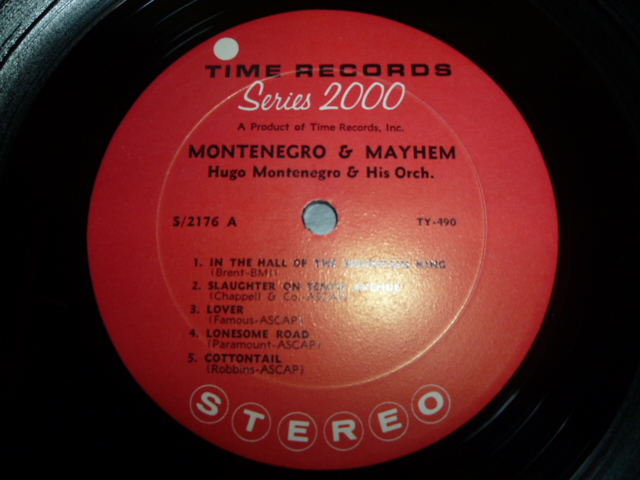 TIME RECORDS
Series 2000
A Product of Time Records, Inc.
MONTENEGRO & MAYHEM
Hugo Montenegro & His Orch.
S/2176 A TY-490
1. IN THE HALL OF THE MOUNTAIN KING
(Brent-BMI)
2. SLAUGHTER ON TENTH AVENUE
(Chappell & Co.-ASCAP)
3. LOVER
(Famous-ASCAP)
4. LONESOME ROAD
(Paramount-ASCAP)
5. COTTONTAIL
(Robbins-ASCAP)
STEREO